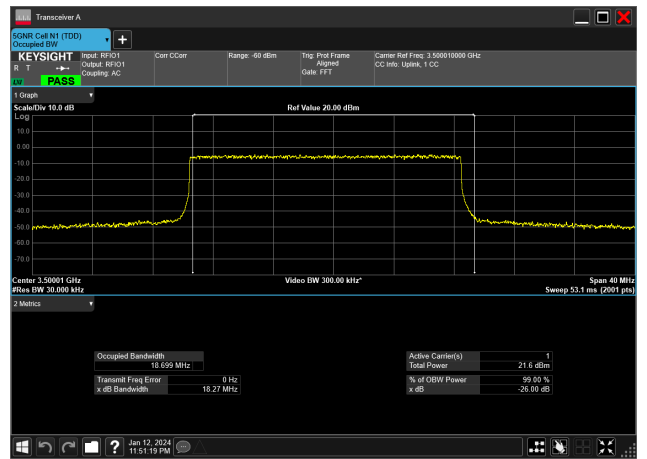 Transceiver A
5GNR Cell N1 (TDD)
Occupied BW
KEYSIGHT
R T
LXI
PASS
Input: RFIO1
Output: RFIO1
Coupling: AC
Corr CCorr
Range: -60 dBm
Trig: Prot Frame
Aligned
Gate: FFT
Carrier Ref Freq: 3.500010000 GHz
CC Info: Uplink, 1 CC
1 Graph
Scale/Div 10.0 dB
Ref Value 20.00 dBm
Log
10.0
0.00
-10.0
-20.0
-30.0
-40.0
-50.0
-60.0
-70.0
Center 3.50001 GHz
Video BW 300.00 kHz*
Span 40 MHz
#Res BW 30.000 kHz
Sweep 53.1 ms (2001 pts)
2 Metrics
Occupied Bandwidth
18.699 MHz
Transmit Freq Error 0 Hz
x dB Bandwidth 18.27 MHz
Active Carrier(s) 1
Total Power 21.6 dBm
% of OBW Power 99.00 %
x dB -26.00 dB
?
Jan 12, 2024
11:51:19 PM